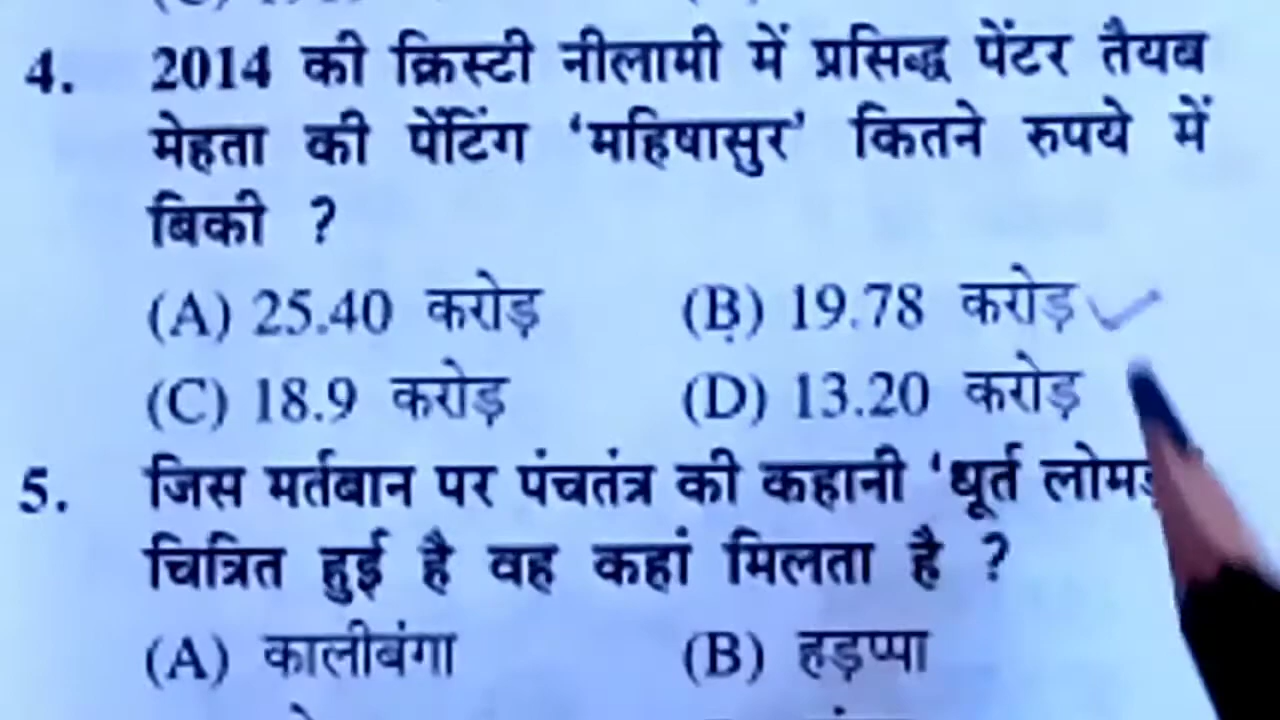 4. 2014 की क्रिस्टी नीलामी में प्रसिद्ध पेंटर तैयब
मेहता की पेंटिंग ‘महिषासुर’ कितने रुपये में
बिकी ?
(A) 25.40 करोड़ (B) 19.78 करोड़
(C) 18.9 करोड़ (D) 13.20 करोड़
5. जिस मर्तबान पर पंचतंत्र की कहानी ‘धूर्त
चित्रित हुई है वह कहां मिलता है ?
(A) कालीबंगा (B) हड़प्पा